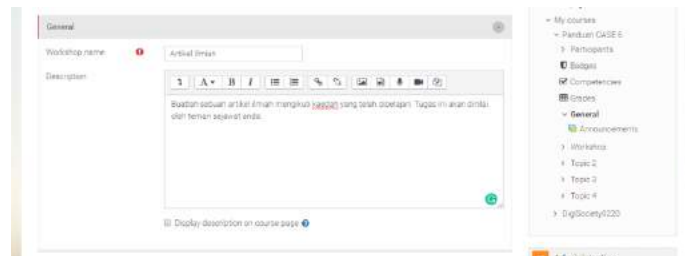 General
Workshop name
Artikel ilmiah
Description
A
B
I
Buatlah sebuah artikel ilmiah mengikuti kaedah yang telah dipelajari. Tugas ini akan dinilai
oleh teman sejawat anda.
Display description on course page
My courses
Panduan CASE 6
Participants
Badges
Competencies
Grades
General
Announcements
Workshop
Topic 2
Topic 3
Topic 4
DigiSociety0220